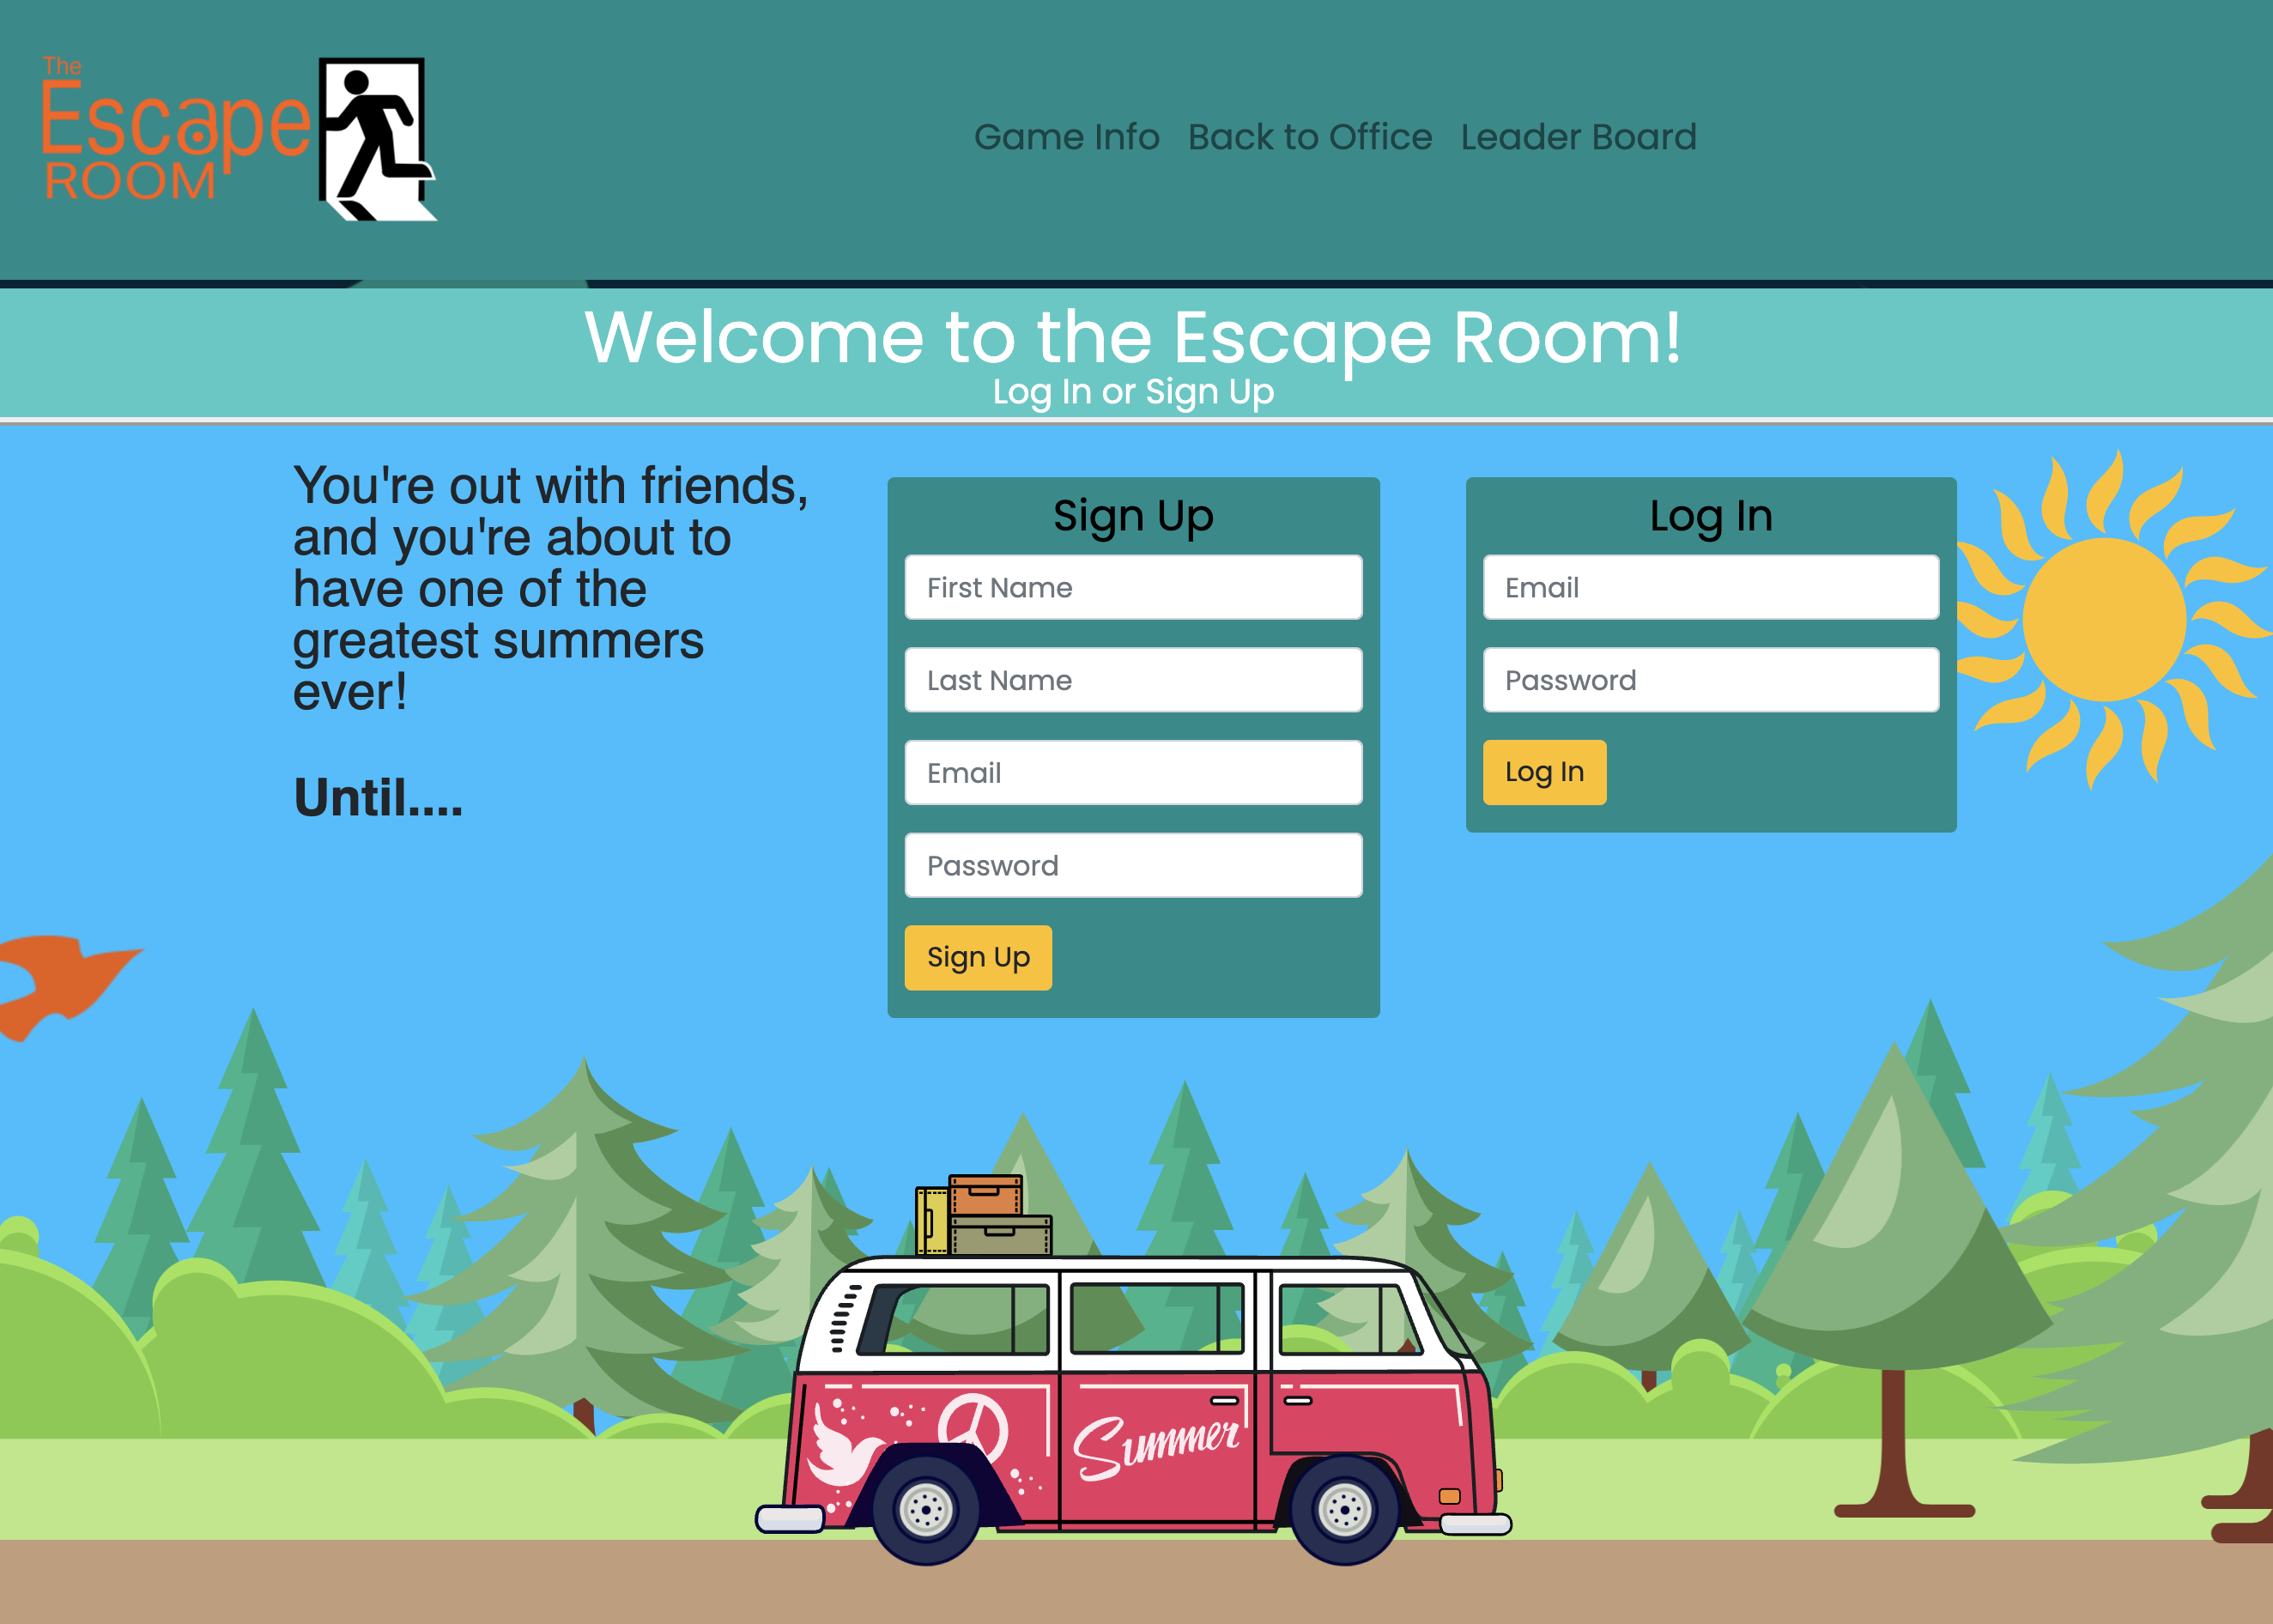 The
Escape
ROOM
Game Info Back to Office Leader Board
Welcome to the Escape Room!
Log In or Sign Up
You're out with friends,
and you're about to
have one of the
greatest summers
ever!
Until....
Sign Up
First Name
Last Name
Email
Password
Sign Up
Log In
Email
Password
Log In
Summer